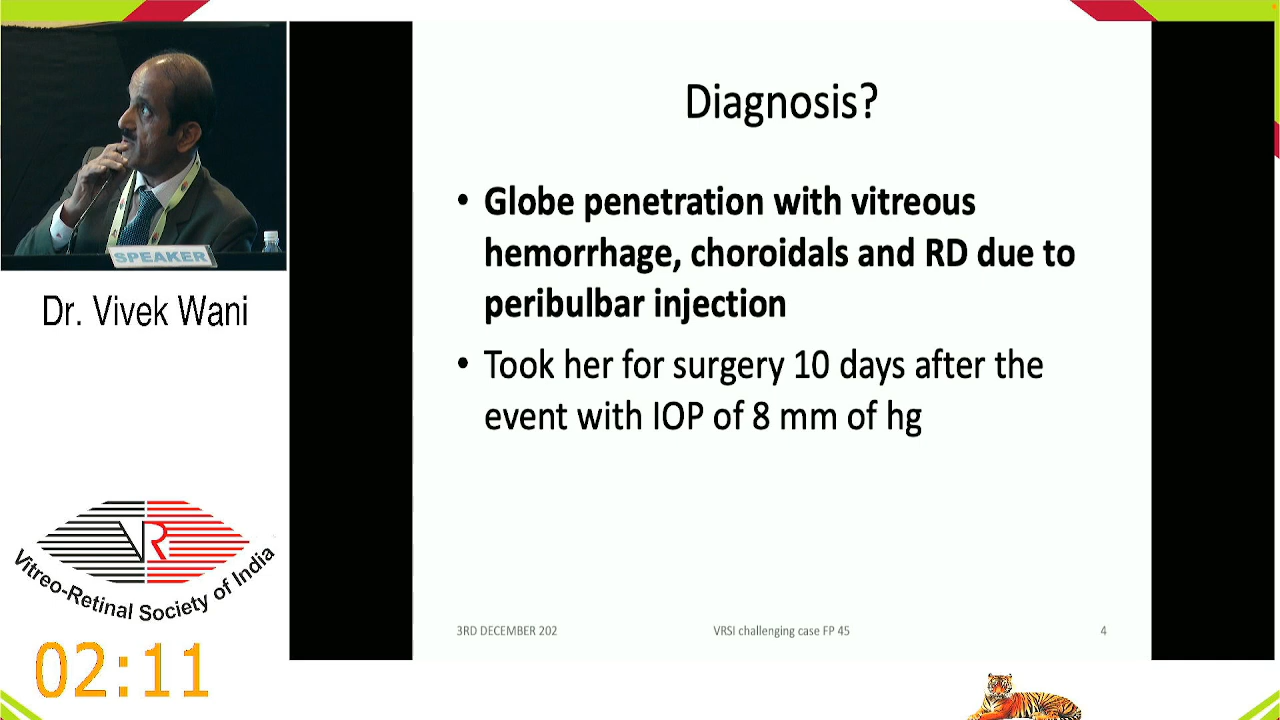 SPEAKER
Dr. Vivek Wani
VR
Vitreo-Retinal Society of India
02:11
Diagnosis?
• Globe penetration with vitreous
hemorrhage, choroidals and RD due to
peribulbar injection
• Took her for surgery 10 days after the
event with IOP of 8 mm of hg
3RD DECEMBER 202
VRSI challenging case FP 45
4